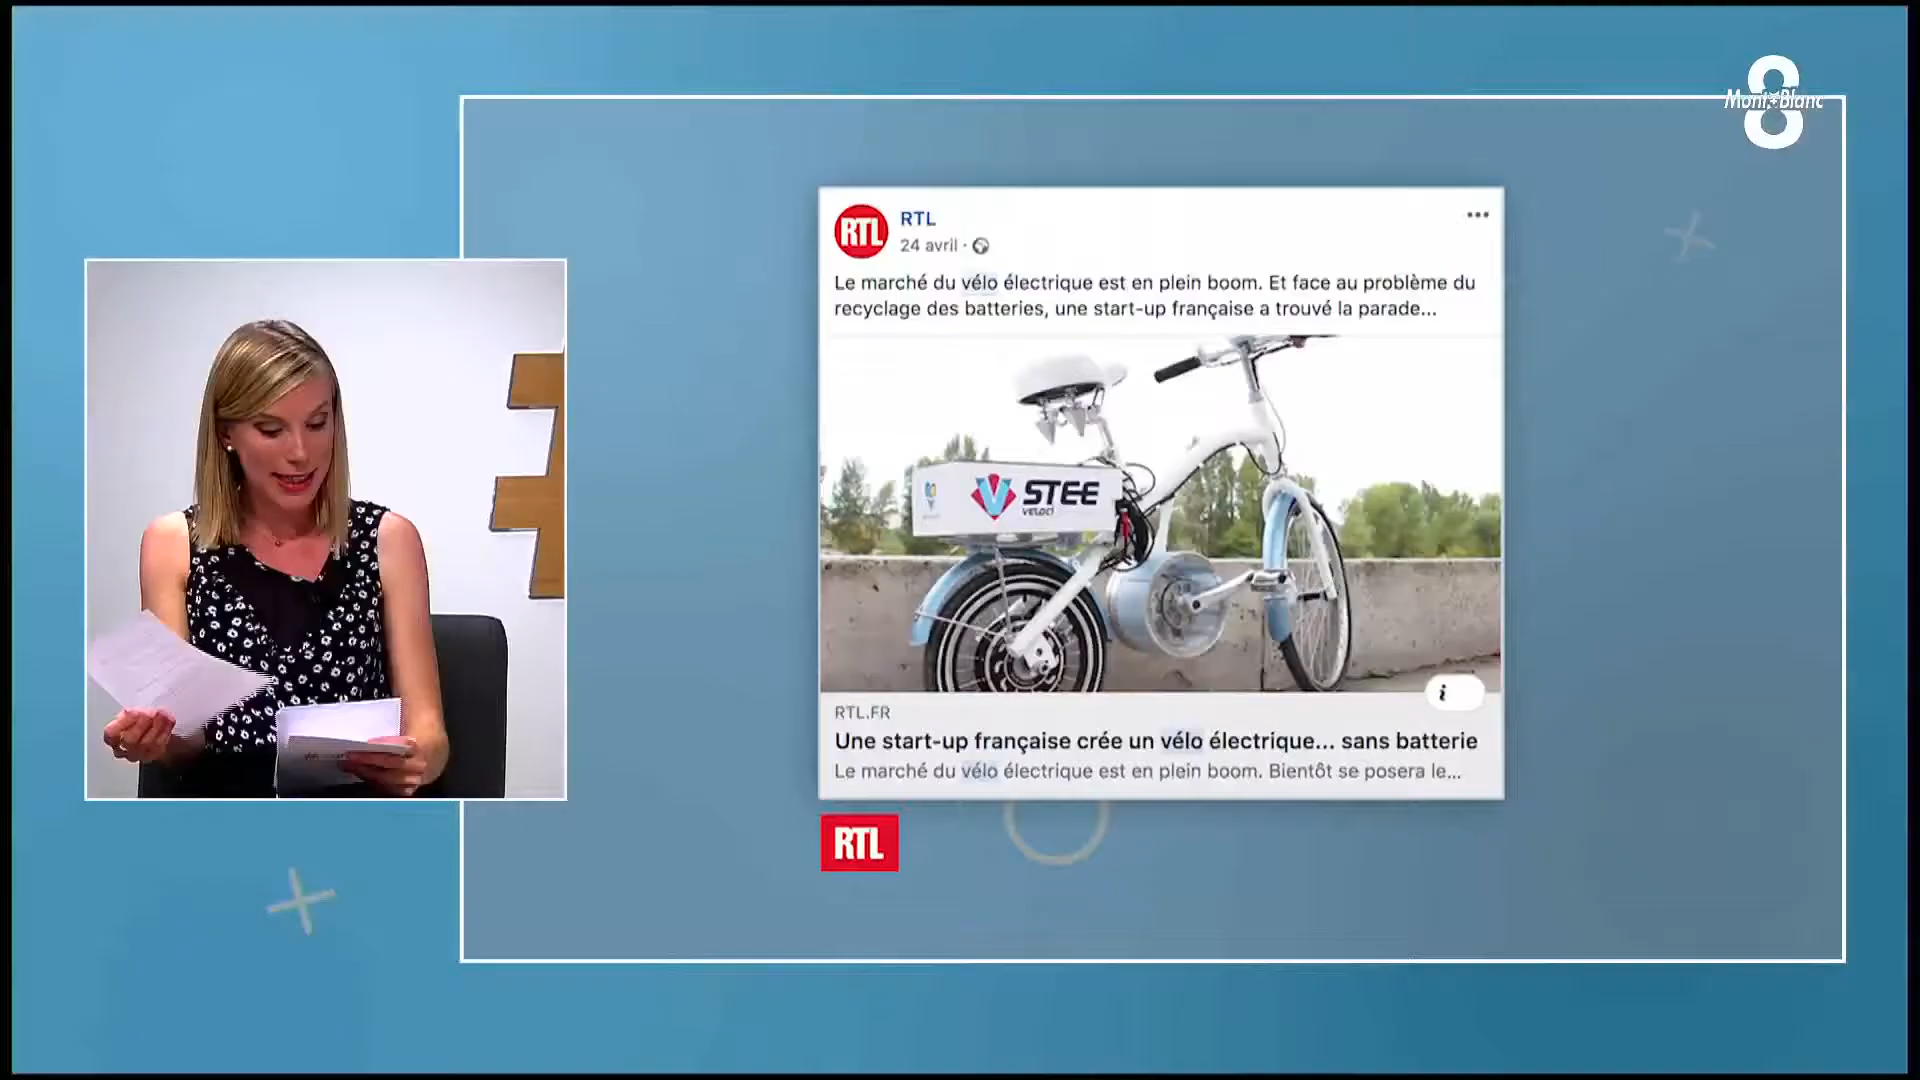 8
Mont-Blanc
RTL
RTL
24 avril ·
Le marché du vélo électrique est en plein boom. Et face au problème du
recyclage des batteries, une start-up française a trouvé la parade...
STEE
VELOCI
i
RTL.FR
Une start-up française crée un vélo électrique... sans batterie
Le marché du vélo électrique est en plein boom. Bientôt se posera le...
RTL